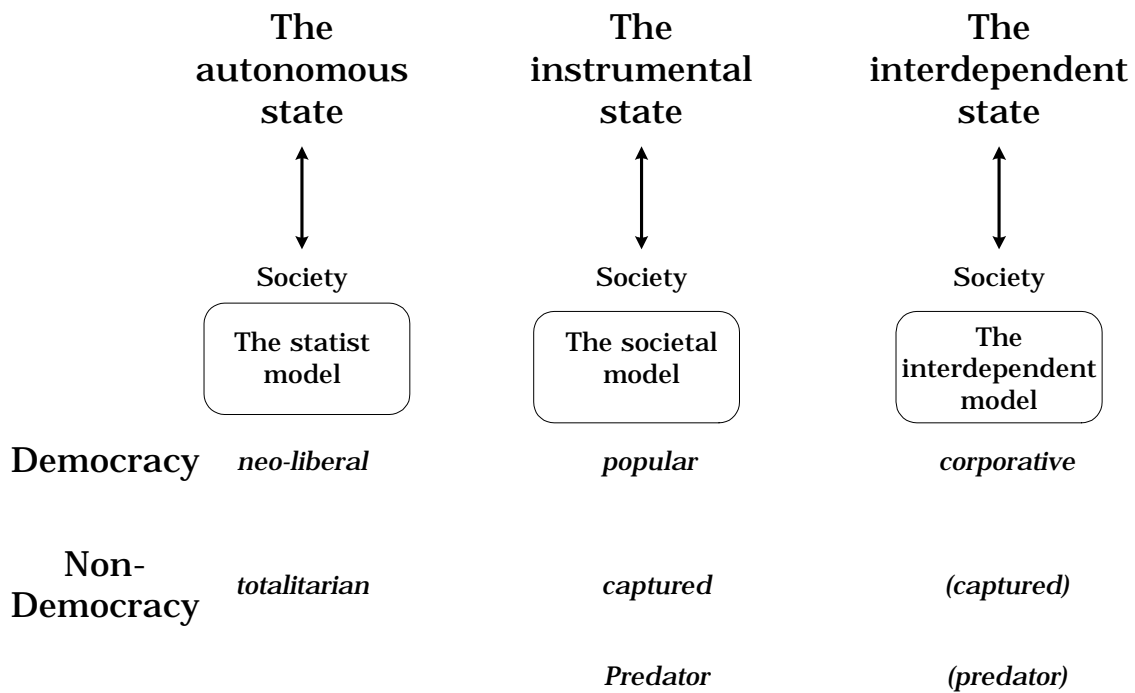 The
autonomous
state
The
instrumental
state
The
interdependent
state
Society
Society
Society
The statist
model
The societal
model
The
interdependent
model
Democracy
neo-liberal
popular
corporative
Non-
Democracy
totalitarian
captured
(captured)
Predator
(predator)